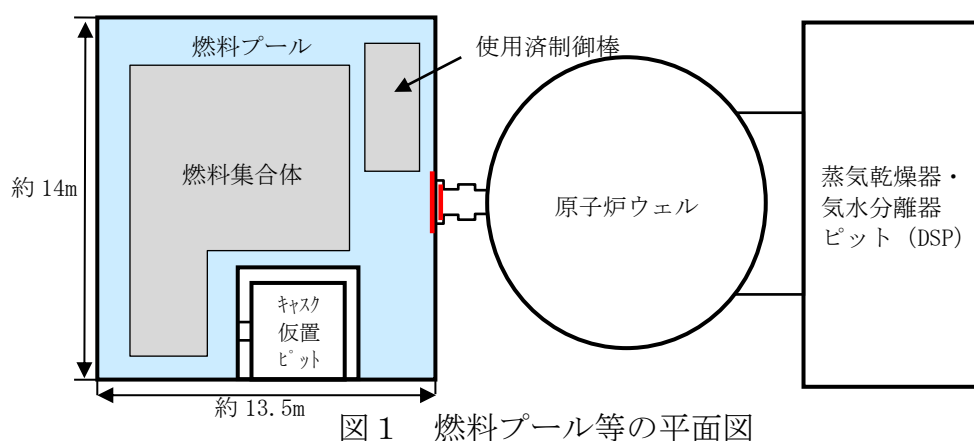 燃料プール
使用済制御棒
燃料集合体
約 14m
原子炉ウェル
蒸気乾燥器・
気水分離器
ピット (DSP)
ｷｬｽｸ
仮置
ﾋﾟｯﾄ
約 13.5m
図１　燃料プール等の平面図